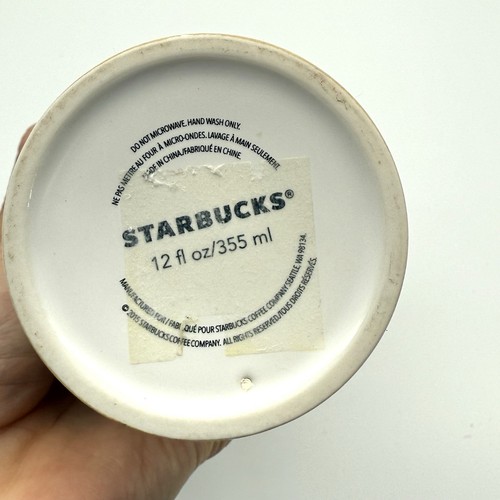 DO NOT MICROWAVE. HAND WASH ONLY.
NE PAS METTRE AU FOUR À MICRO-ONDES. LAVAGE À MAIN SEULEMENT.
MADE IN CHINA./FABRIQUÉ EN CHINE.
STARBUCKS®
12 fl oz/355 ml
MANUFACTURED FOR/FABRIQUÉ POUR STARBUCKS COFFEE COMPANY SEATTLE, WA 98134.
© 2015 STARBUCKS COFFEE COMPANY. ALL RIGHTS RESERVED./TOUS DROITS RÉSERVÉS.